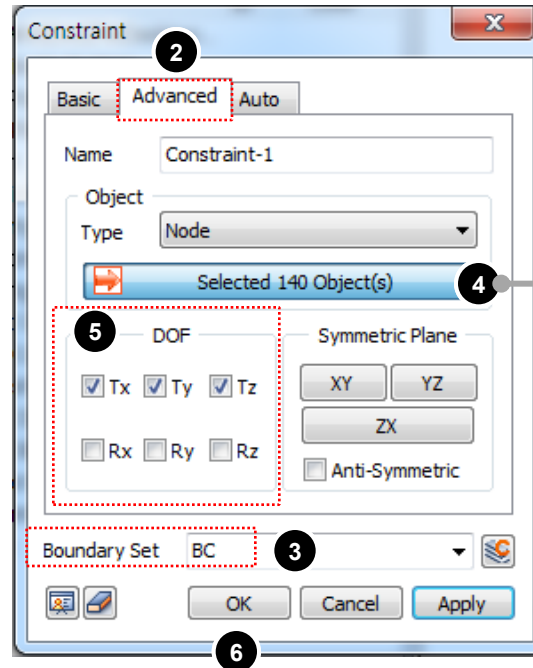 Constraint
X
2
Basic Advanced Auto
Name Constraint-1
Object
Type Node
Selected 140 Object(s) 4
5 DOF Symmetric Plane
Tx Ty Tz XY YZ
ZX
Rx Ry Rz Anti-Symmetric
Boundary Set BC 3
OK Cancel Apply
6